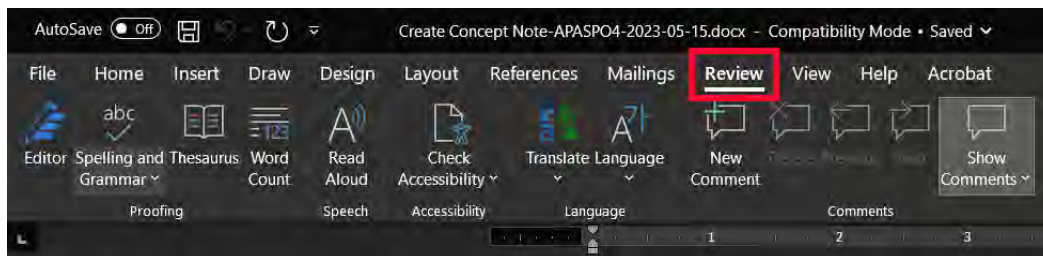 AutoSave Off Create Concept Note-APASPO4-2023-05-15.docx - Compatibility Mode • Saved
File Home Insert Draw Design Layout References Mailings Review View Help Acrobat
abc 123 A A
Editor Spelling and Thesaurus Word Read Check Translate Language New Show
Grammar Count Aloud Accessibility Comment Comments
Proofing Speech Accessibility Language Comments
L 1 2 3